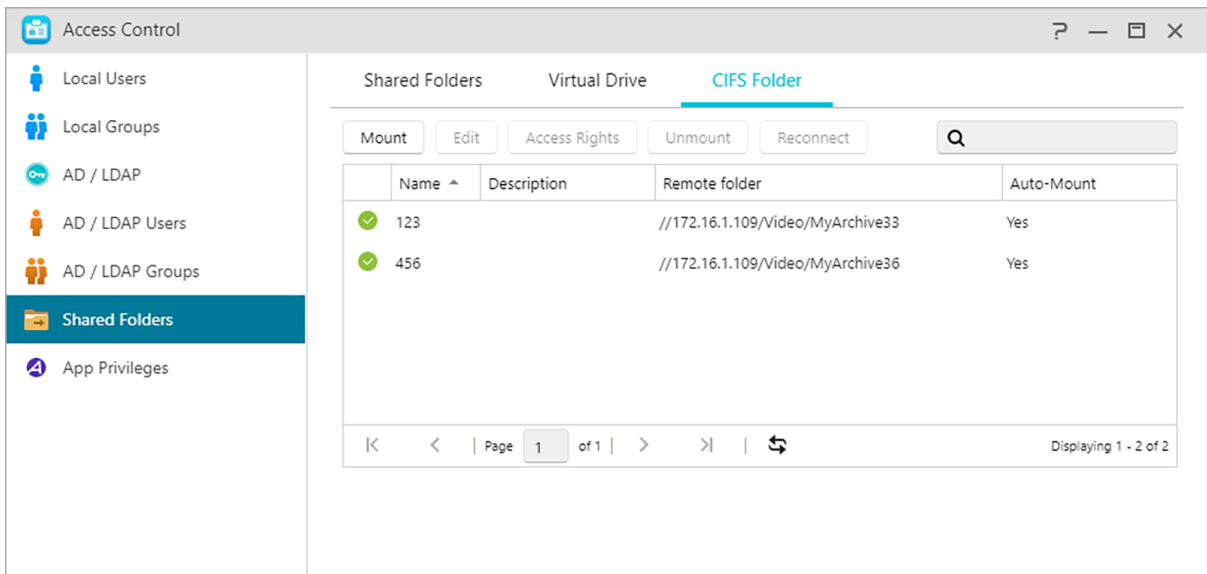 Access Control
Local Users
Local Groups
AD / LDAP
AD / LDAP Users
AD / LDAP Groups
Shared Folders
App Privileges
Shared Folders Virtual Drive CIFS Folder
Mount Edit Access Rights Unmount Reconnect
Name Description Remote folder Auto-Mount
123 //172.16.1.109/Video/MyArchive33 Yes
456 //172.16.1.109/Video/MyArchive36 Yes
Page 1 of 1 Displaying 1 - 2 of 2